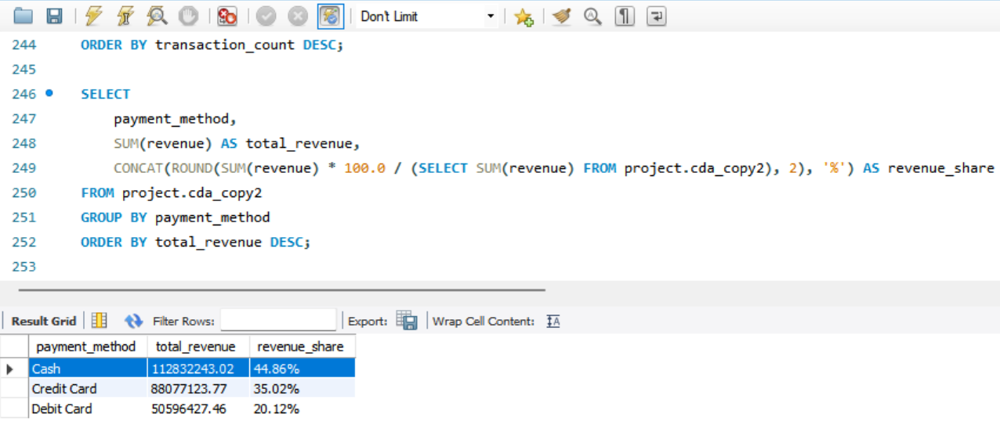 Don't Limit
244 ORDER BY transaction_count DESC;
245
246 SELECT
247 payment_method,
248 SUM(revenue) AS total_revenue,
249 CONCAT(ROUND(SUM(revenue) * 100.0 / (SELECT SUM(revenue) FROM project.cda_copy2), 2), '%') AS revenue_share
250 FROM project.cda_copy2
251 GROUP BY payment_method
252 ORDER BY total_revenue DESC;
253
Result Grid Filter Rows: Export: Wrap Cell Content: IA
payment_method total_revenue revenue_share
Cash 112832243.02 44.86%
Credit Card 88077123.77 35.02%
Debit Card 50596427.46 20.12%